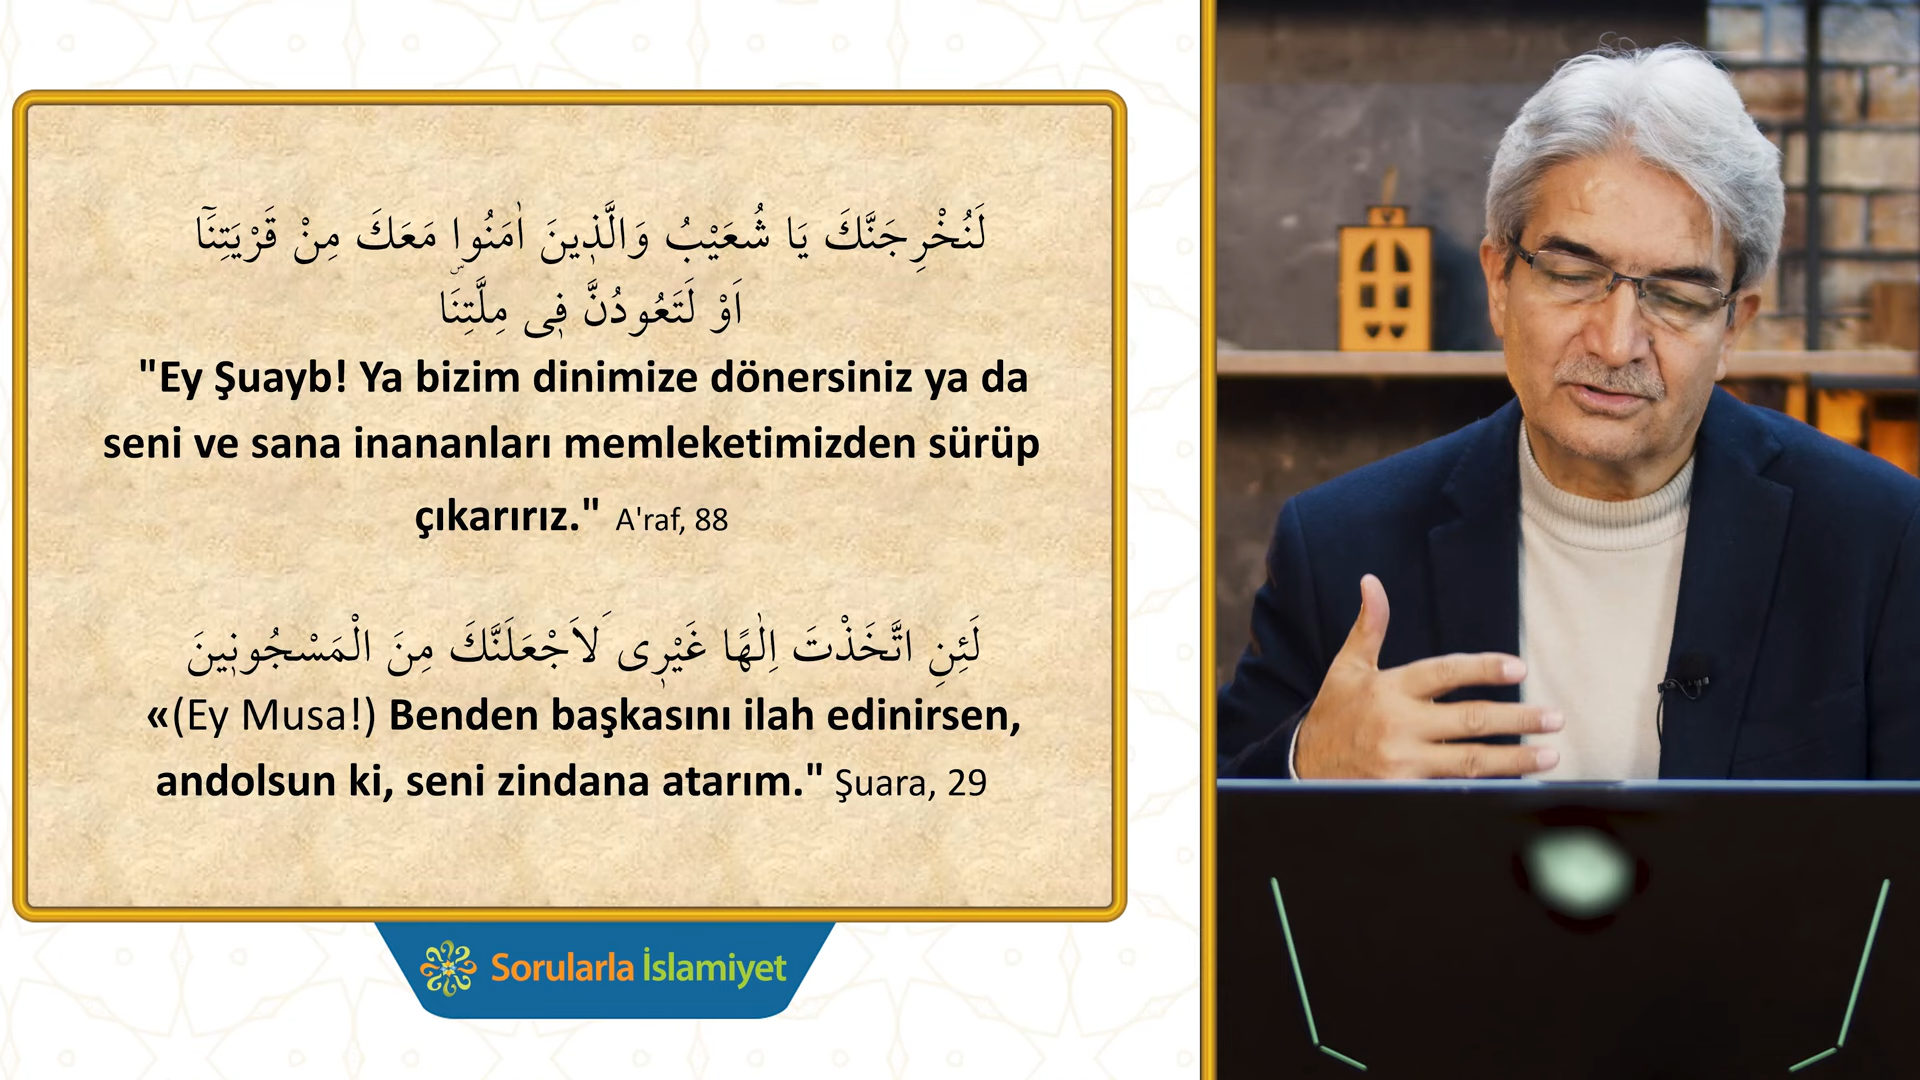 لَنُخْرِجَنَّكَ يَا شُعَيْبُ وَالَّذ۪ينَ اٰمَنُوا مَعَكَ مِنْ قَرْيَتِنَٓا
اَوْ لَتَعُودُنَّ ف۪ى مِلَّتِنَاۜ
"Ey Şuayb! Ya bizim dinimize dönersiniz ya da
seni ve sana inananları memleketimizden sürüp
çıkarırız." A'raf, 88
لَئِنِ اتَّخَذْتَ اِلٰهًا غَيْر۪ى لَاَجْعَلَنَّكَ مِنَ الْمَسْجُون۪ينَ
«(Ey Musa!) Benden başkasını ilah edinirsen,
andolsun ki, seni zindana atarım." Şuara, 29
Sorularla İslamiyet